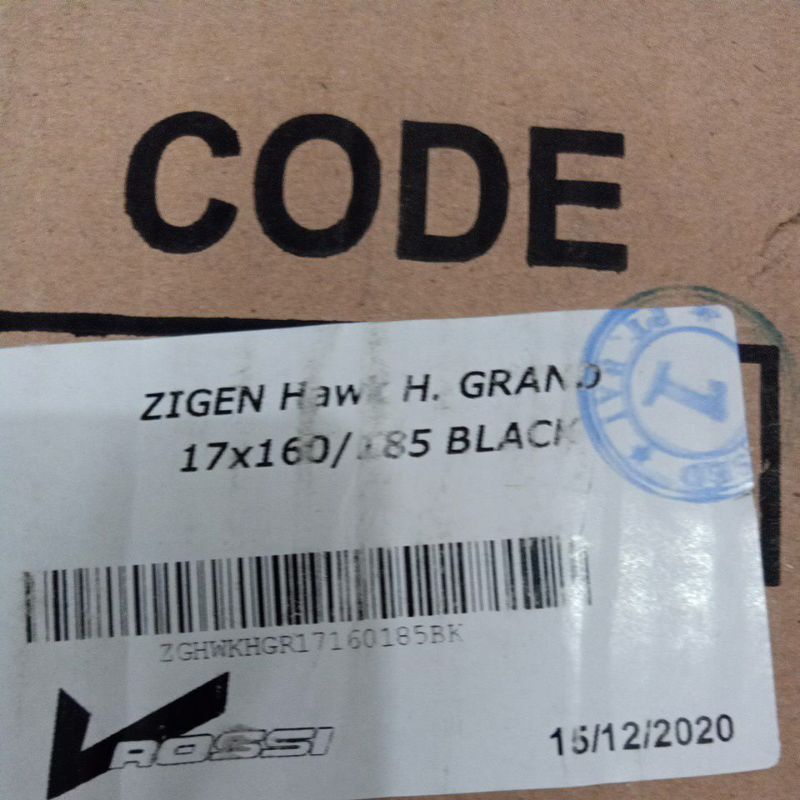 CODE
ZIGEN Hawk H. GRAND
17x160/185 BLACK
ZGHWKHGR17160185BK
ROSSI
15/12/2020